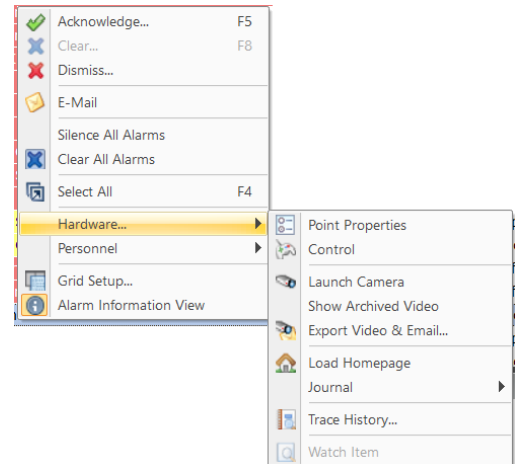 Acknowledge... F5
Clear... F8
Dismiss...
E-Mail
Silence All Alarms
Clear All Alarms
Select All F4
Hardware...
Personnel
Grid Setup...
Alarm Information View
Point Properties
Control
Launch Camera
Show Archived Video
Export Video & Email...
Load Homepage
Journal
Trace History...
Watch Item